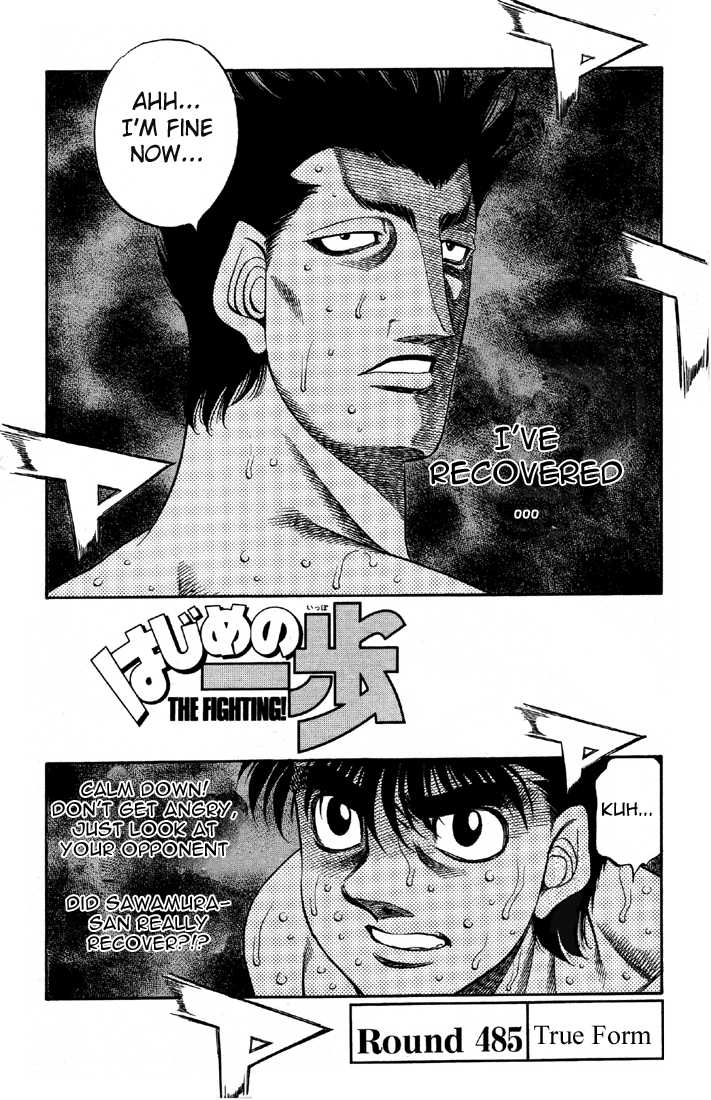 AHH...
I'M FINE
NOW...
I'VE
RECOVERED
...
いっぽ
はじめの一歩
THE FIGHTING!
CALM DOWN!
DON'T GET ANGRY,
JUST LOOK AT
YOUR OPPONENT
KUH...
DID SAWAMURA-
SAN REALLY
RECOVER?!?
Round 485
True Form